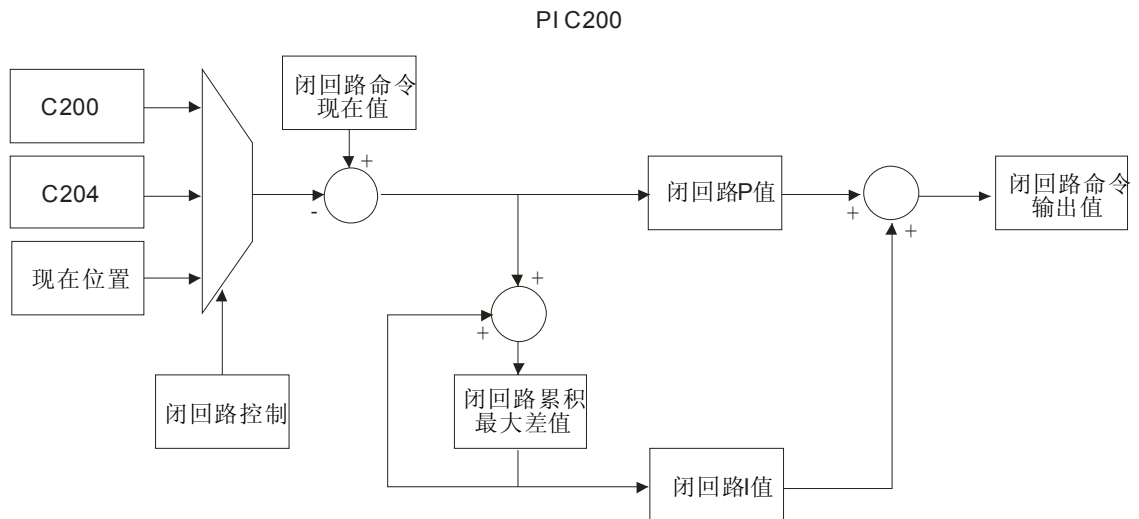 PI C200
C200
C204
现在位置
闭回路控制
闭回路命令
现在值
+
-
闭回路P值
+
+
闭回路命令
输出值
+
+
闭回路累积
最大差值
闭回路I值